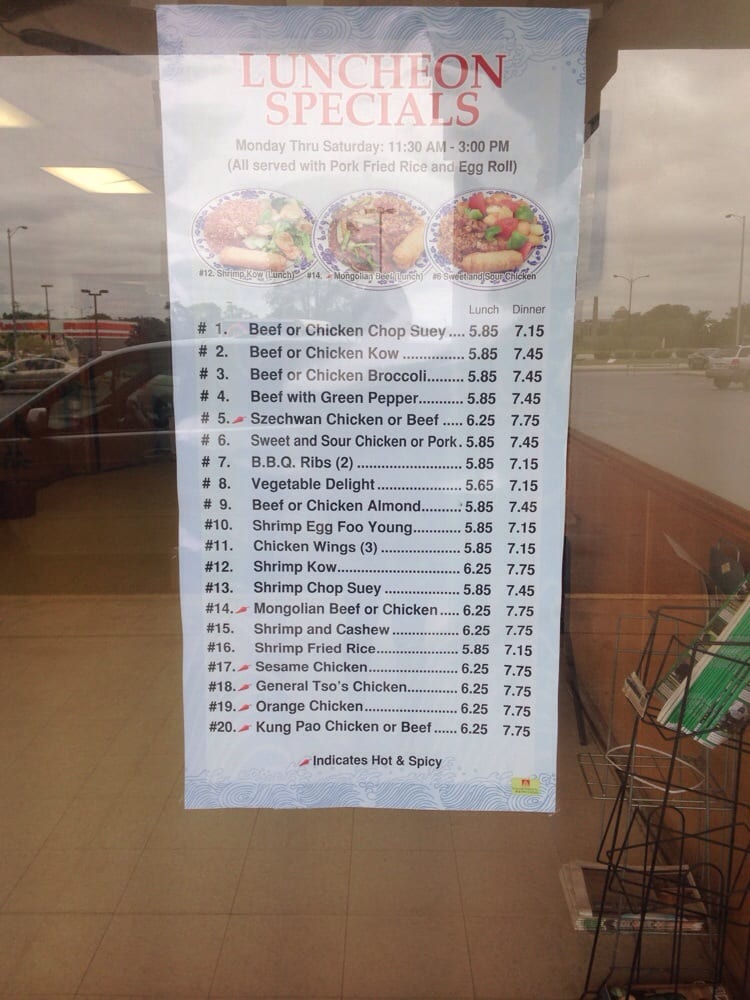 LUNCHEON
SPECIALS
Monday Thru Saturday: 11:30 AM - 3:00 PM
(All served with Pork Fried Rice and Egg Roll)
#12. Shrimp Kow (Lunch) #14. Mongolian Beef (Lunch) #6 Sweet and Sour Chicken
Lunch Dinner
# 1. Beef or Chicken Chop Suey .... 5.85 7.15
# 2. Beef or Chicken Kow .............. 5.85 7.45
# 3. Beef or Chicken Broccoli......... 5.85 7.45
# 4. Beef with Green Pepper........... 5.85 7.45
# 5. Szechwan Chicken or Beef ..... 6.25 7.75
# 6. Sweet and Sour Chicken or Pork. 5.85 7.45
# 7. B.B.Q. Ribs (2) ........................ 5.85 7.15
# 8. Vegetable Delight .................... 5.65 7.15
# 9. Beef or Chicken Almond.......... 5.85 7.45
#10. Shrimp Egg Foo Young............ 5.85 7.15
#11. Chicken Wings (3) .................. 5.85 7.15
#12. Shrimp Kow............................ 6.25 7.75
#13. Shrimp Chop Suey ................. 5.85 7.45
#14. Mongolian Beef or Chicken ..... 6.25 7.75
#15. Shrimp and Cashew ............... 6.25 7.75
#16. Shrimp Fried Rice................... 5.85 7.15
#17. Sesame Chicken..................... 6.25 7.75
#18. General Tso's Chicken............ 6.25 7.75
#19. Orange Chicken...................... 6.25 7.75
#20. Kung Pao Chicken or Beef ...... 6.25 7.75
Indicates Hot & Spicy